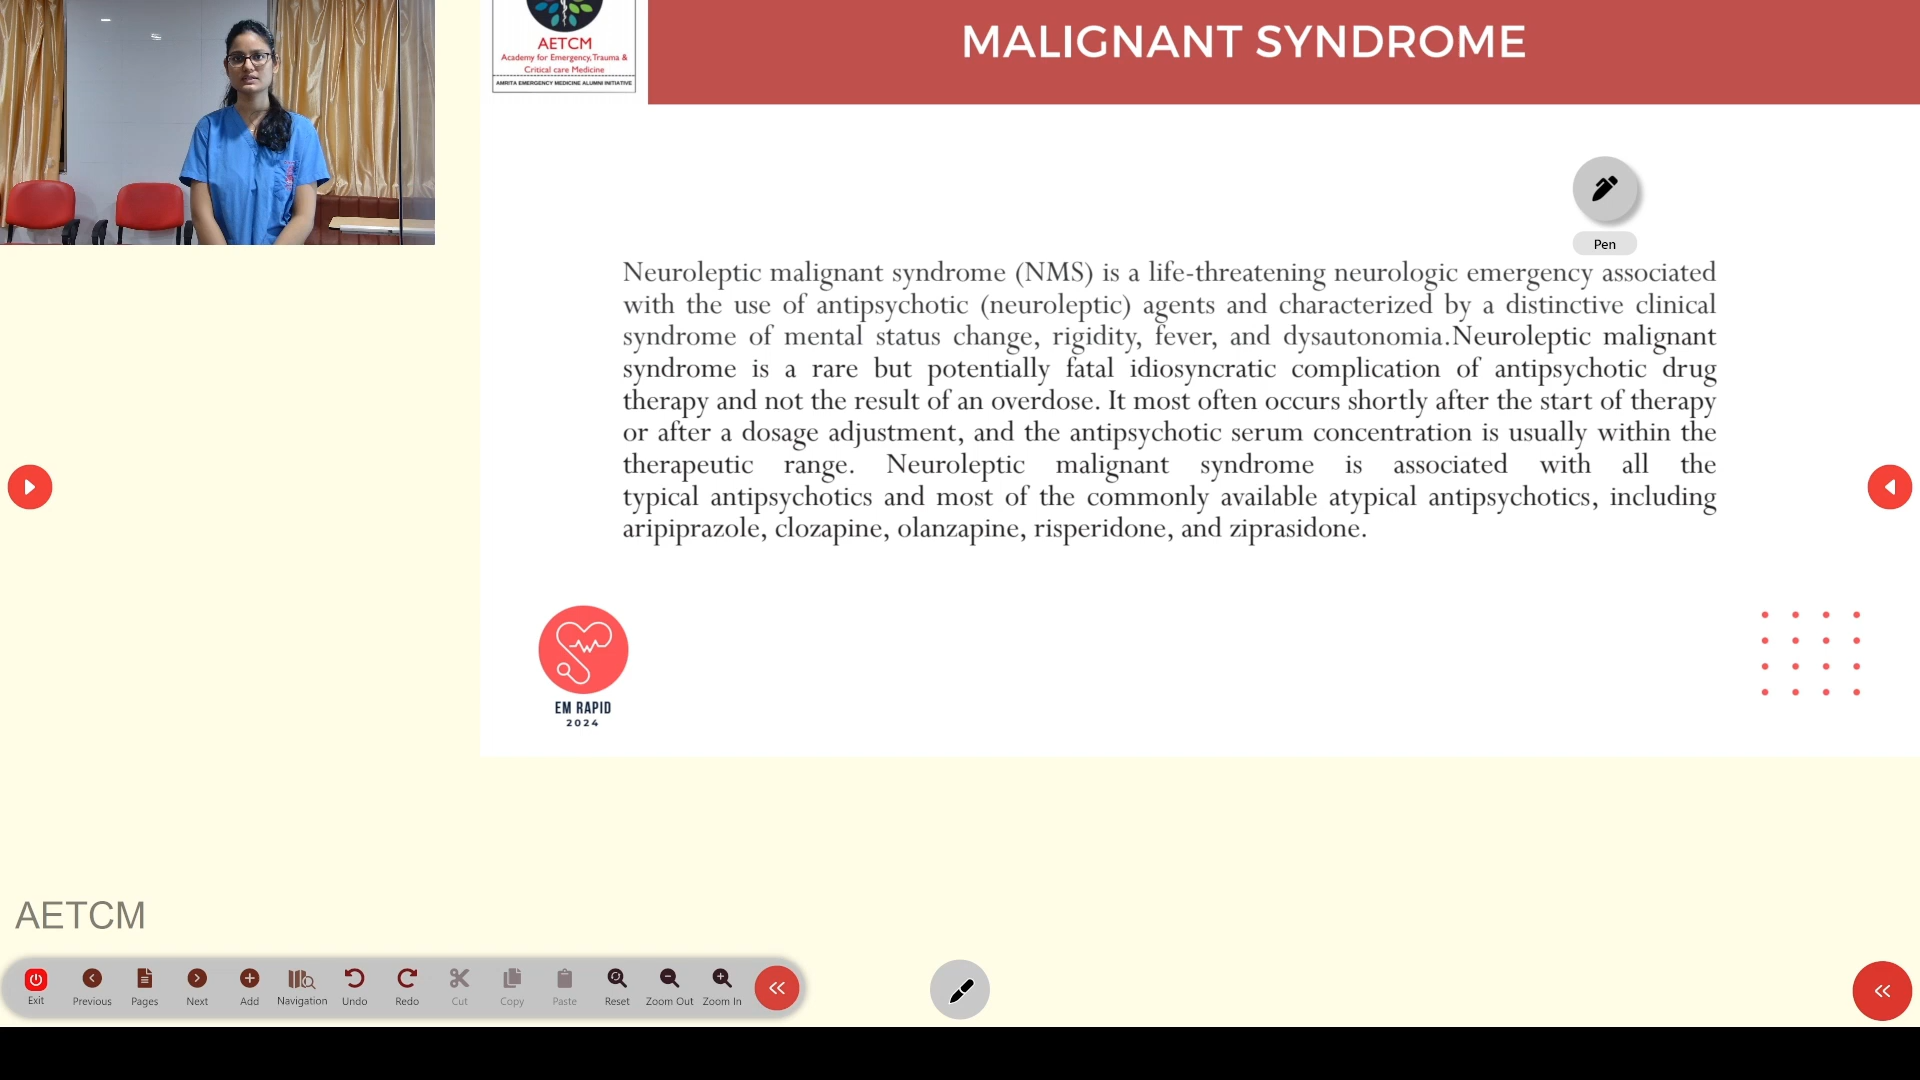 MALIGNANT SYNDROME
AETCM
Academy for Emergency, Trauma &
Critical care Medicine
AMRITA EMERGENCY MEDICINE ALUMNI INITIATIVE
Pen
Neuroleptic malignant syndrome (NMS) is a life-threatening neurologic emergency associated
with the use of antipsychotic (neuroleptic) agents and characterized by a distinctive clinical
syndrome of mental status change, rigidity, fever, and dysautonomia.Neuroleptic malignant
syndrome is a rare but potentially fatal idiosyncratic complication of antipsychotic drug
therapy and not the result of an overdose. It most often occurs shortly after the start of therapy
or after a dosage adjustment, and the antipsychotic serum concentration is usually within the
therapeutic range. Neuroleptic malignant syndrome is associated with all the
typical antipsychotics and most of the commonly available atypical antipsychotics, including
aripiprazole, clozapine, olanzapine, risperidone, and ziprasidone.
EM RAPID
2024
AETCM
Exit Previous Pages Next Add Navigation Undo Redo Cut Copy Paste Reset Zoom Out Zoom In